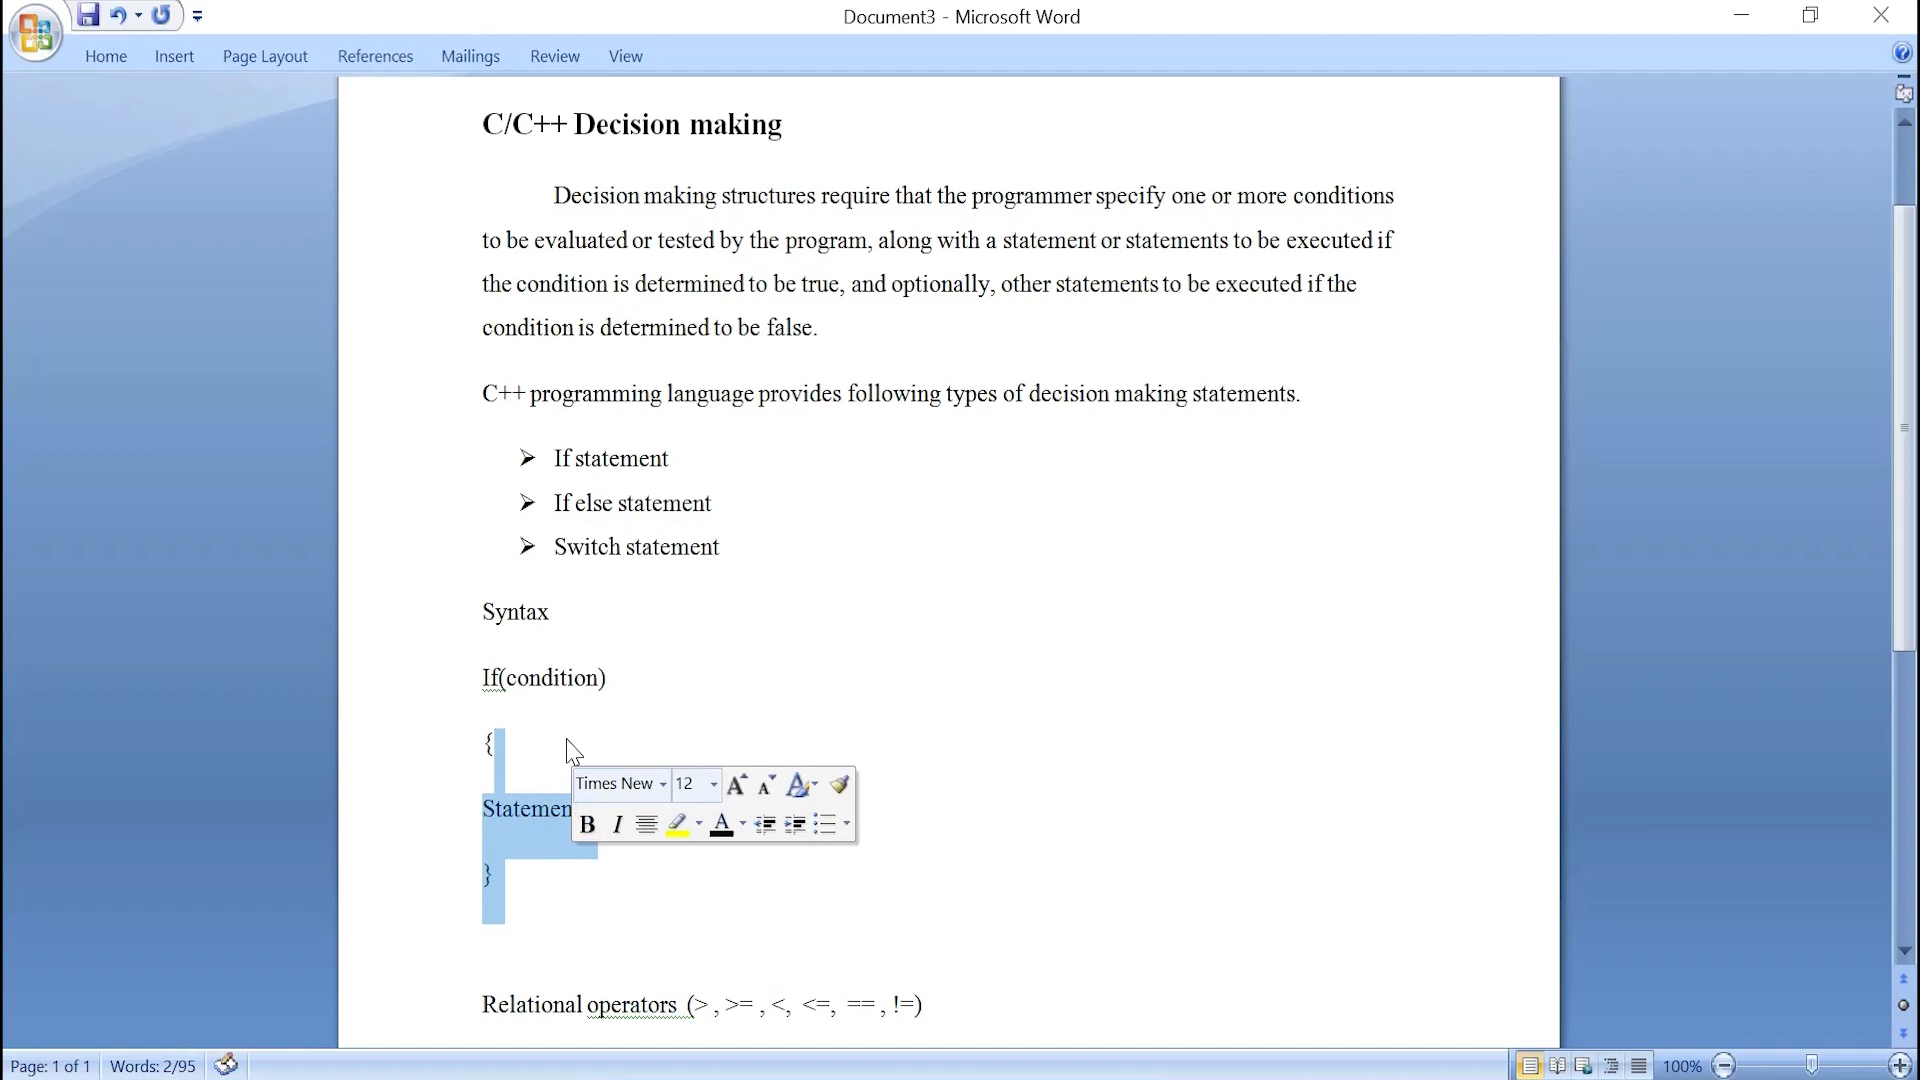 Document3 - Microsoft Word
Home Insert Page Layout References Mailings Review View
C/C++ Decision making
Decision making structures require that the programmer specify one or more conditions
to be evaluated or tested by the program, along with a statement or statements to be executed if
the condition is determined to be true, and optionally, other statements to be executed if the
condition is determined to be false.
C++ programming language provides following types of decision making statements.
➢ If statement
➢ If else statement
➢ Switch statement
Syntax
If(condition)
{
Times New 12
Statemen
B I A
}
Relational operators (> , >= , <, <=, == , !=)
Page: 1 of 1 Words: 2/95 100%